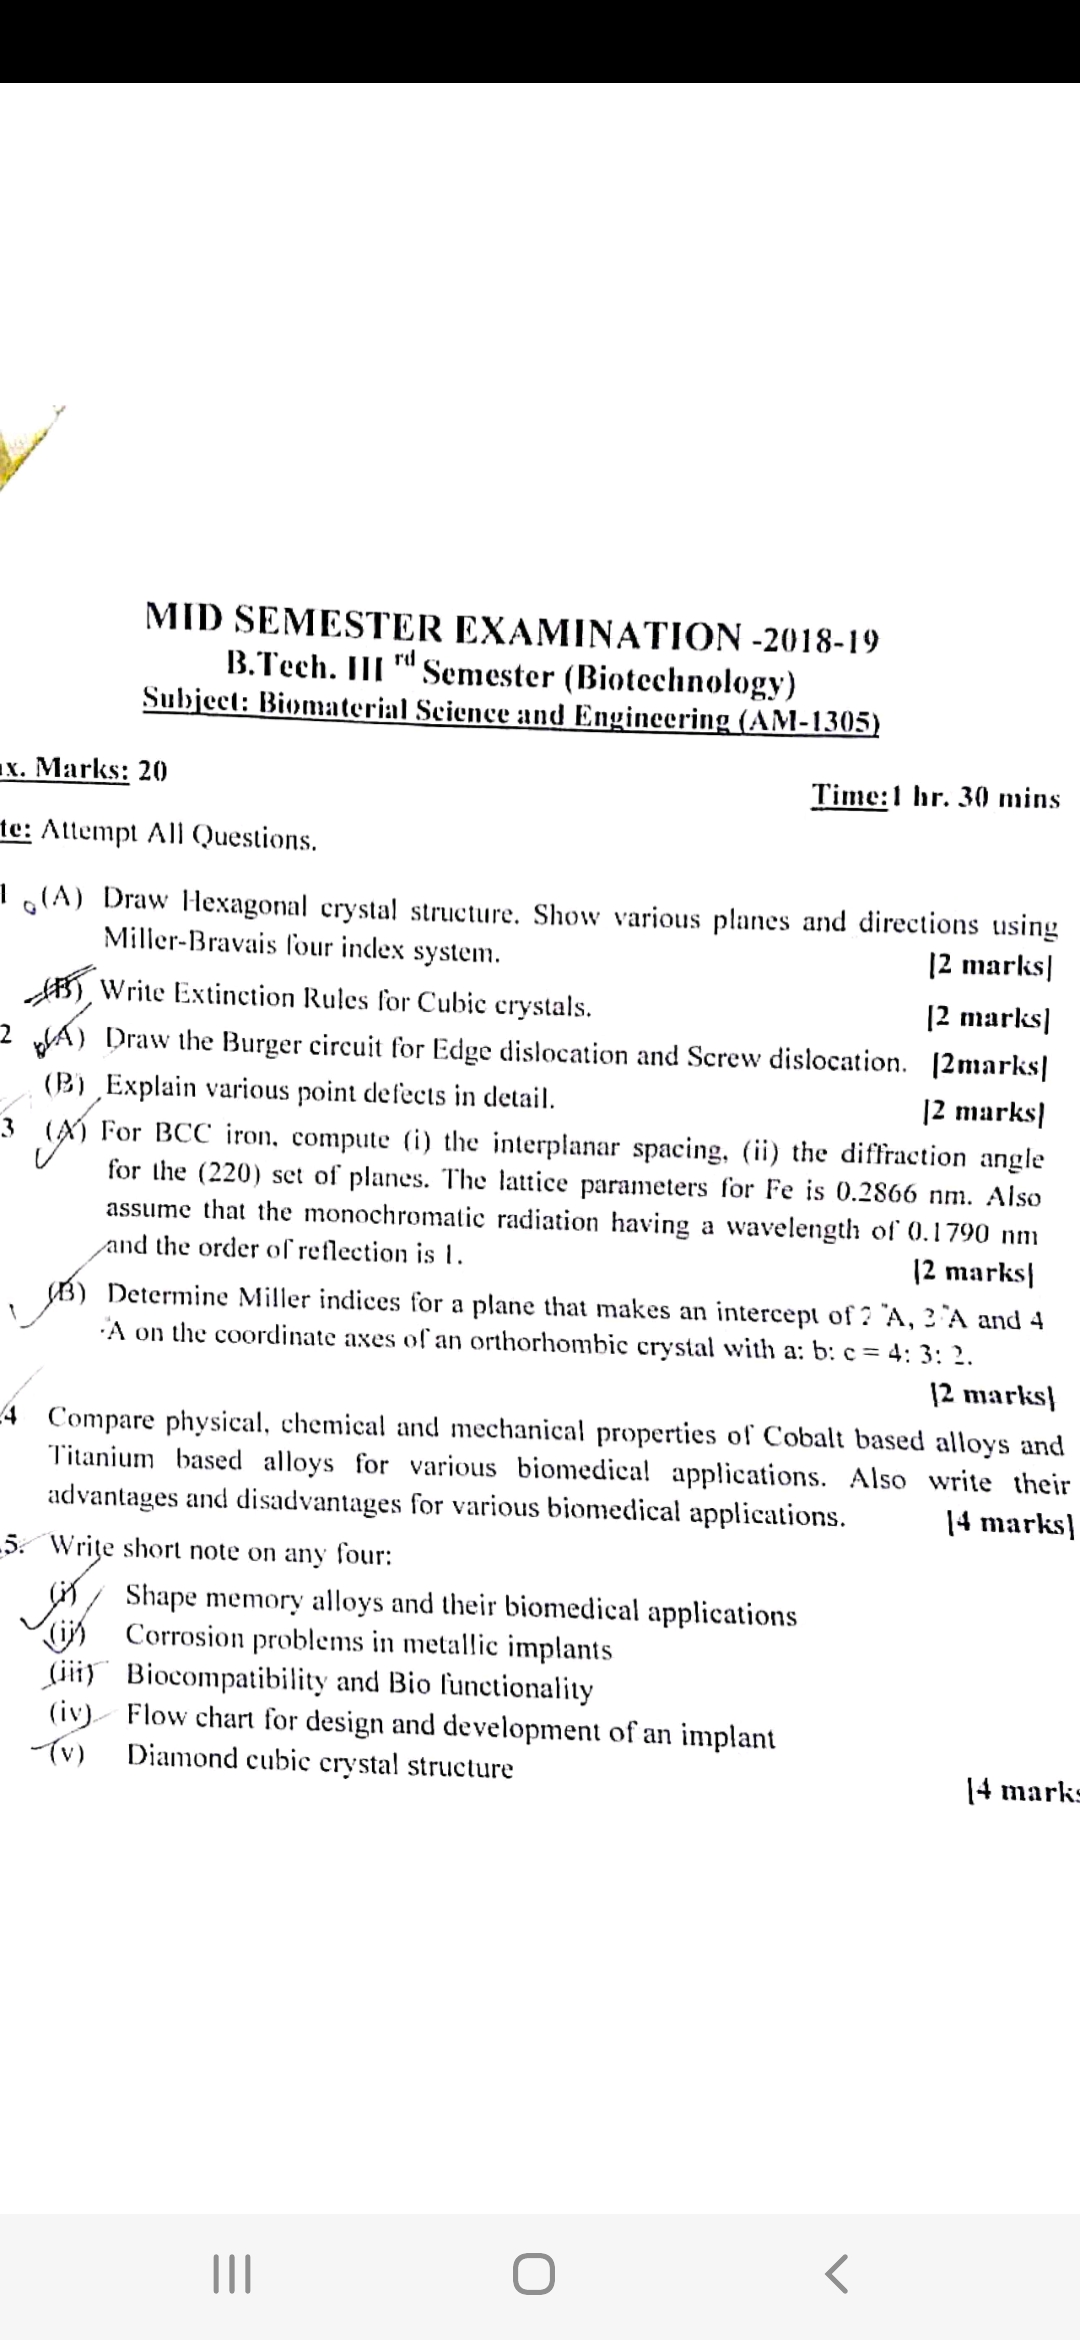 MID SEMESTER EXAMINATION -2018-19
B.Tech. III rd Semester (Biotechnology)
Subject: Biomaterial Science and Engineering (AM-1305)
x. Marks: 20
Time:1 hr. 30 mins
te: Attempt All Questions.
1 (A) Draw Hexagonal crystal structure. Show various planes and directions using
Miller-Bravais four index system.
[2 marks]
(B) Write Extinction Rules for Cubic crystals.
[2 marks]
2 (A) Draw the Burger circuit for Edge dislocation and Screw dislocation. [2marks]
(B) Explain various point defects in detail.
[2 marks]
3 (A) For BCC iron, compute (i) the interplanar spacing, (ii) the diffraction angle
for the (220) set of planes. The lattice parameters for Fe is 0.2866 nm. Also
assume that the monochromatic radiation having a wavelength of 0.1790 nm
and the order of reflection is 1.
[2 marks]
(B) Determine Miller indices for a plane that makes an intercept of °A, °A and 4
°A on the coordinate axes of an orthorhombic crystal with a: b: c = 4: 3: 2.
[2 marks]
4 Compare physical, chemical and mechanical properties of Cobalt based alloys and
Titanium based alloys for various biomedical applications. Also write their
advantages and disadvantages for various biomedical applications.
[4 marks]
5. Write short note on any four:
(i) Shape memory alloys and their biomedical applications
(ii) Corrosion problems in metallic implants
(iii) Biocompatibility and Bio functionality
(iv) Flow chart for design and development of an implant
(v) Diamond cubic crystal structure
[4 marks